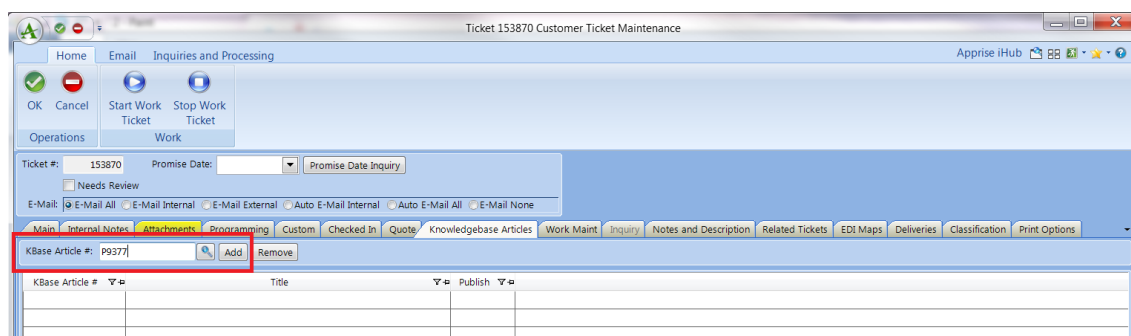 Ticket 153870 Customer Ticket Maintenance
Home Email Inquiries and Processing Apprise iHub
OK Cancel Start Work Ticket Stop Work Ticket
Operations Work
Ticket #: 153870 Promise Date: Promise Date Inquiry
Needs Review
E-Mail: E-Mail All E-Mail Internal E-Mail External Auto E-Mail Internal Auto E-Mail All E-Mail None
Main Internal Notes Attachments Programming Custom Checked In Quote Knowledgebase Articles Work Maint Inquiry Notes and Description Related Tickets EDI Maps Deliveries Classification Print Options
KBase Article #: P9377 Add Remove
KBase Article # Title Publish